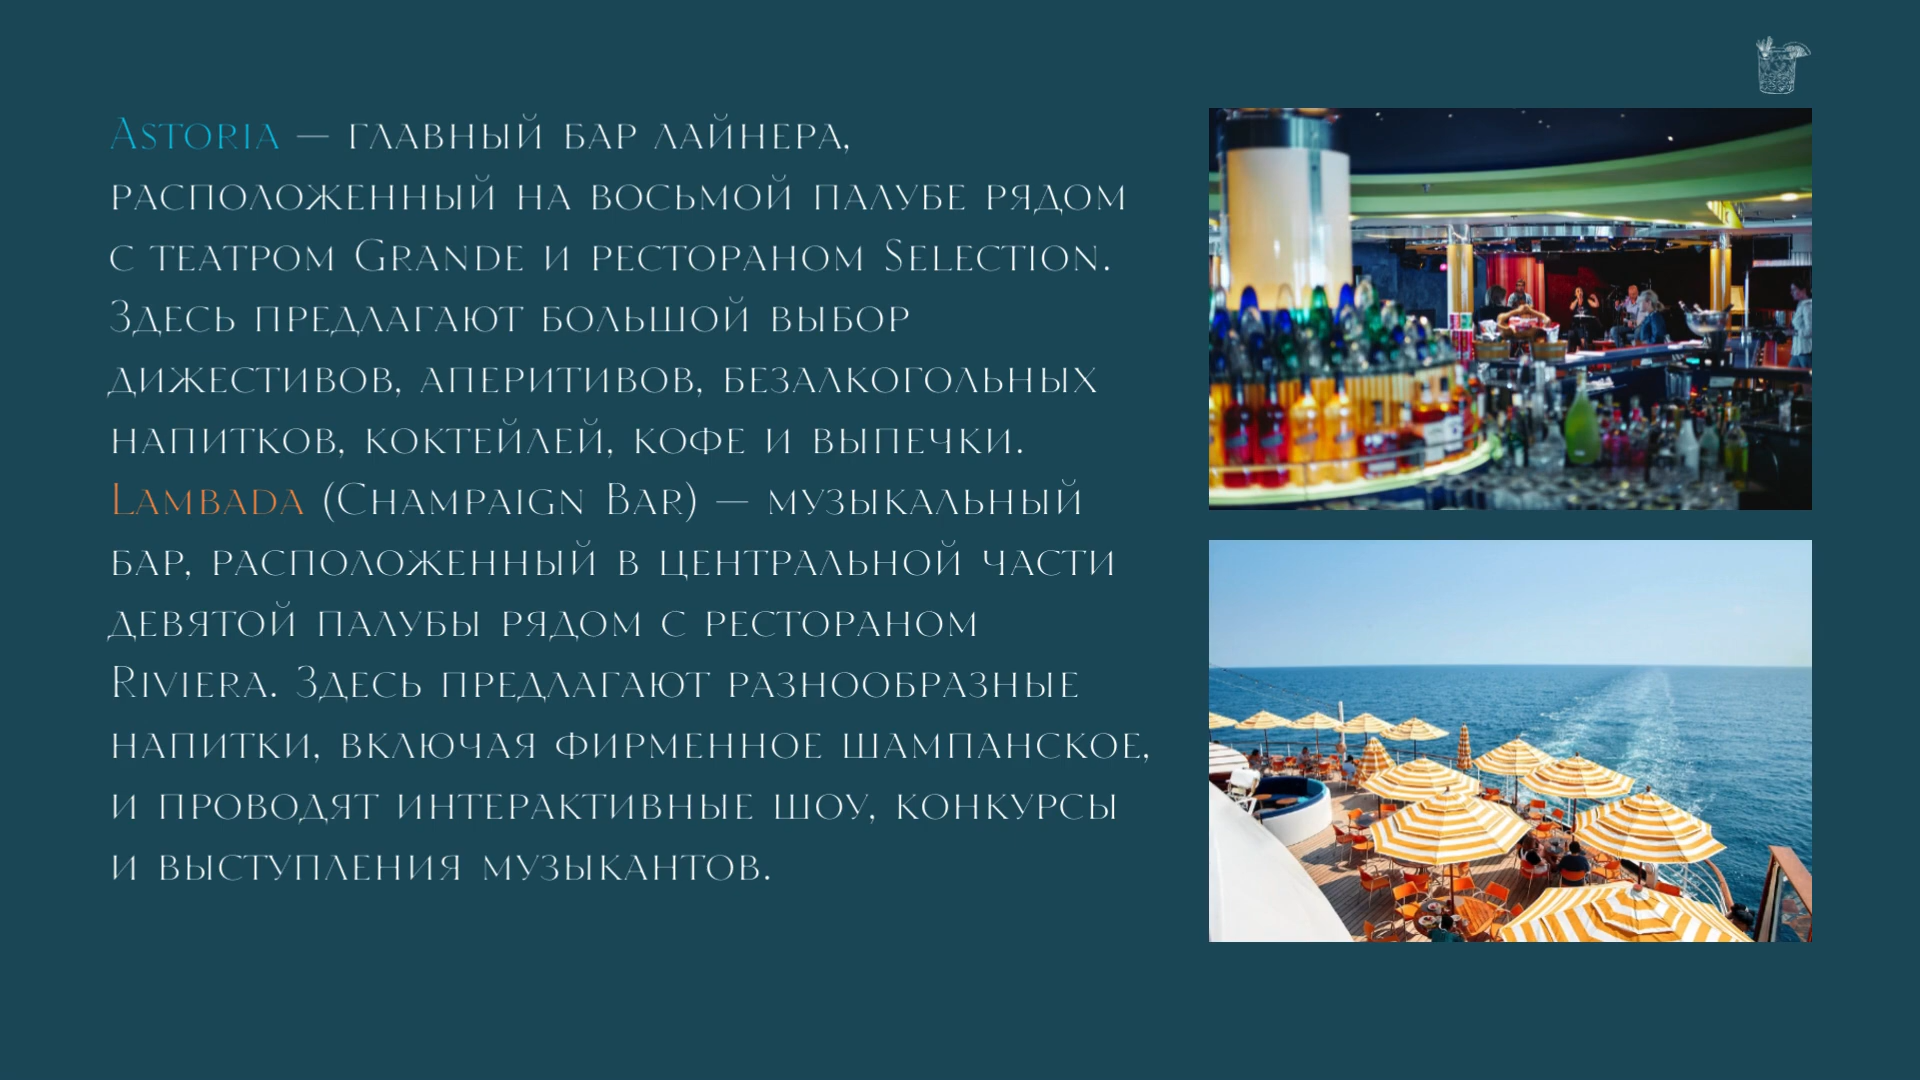 Astoria — главный бар лайнера,
расположенный на восьмой палубе рядом
с театром Grande и рестораном Selection.
Здесь предлагают большой выбор
дижестивов, аперитивов, безалкогольных
напитков, коктейлей, кофе и выпечки.
Lambada (Champaign Bar) — музыкальный
бар, расположенный в центральной части
девятой палубы рядом с рестораном
Riviera. Здесь предлагают разнообразные
напитки, включая фирменное шампанское,
и проводят интерактивные шоу, конкурсы
и выступления музыкантов.